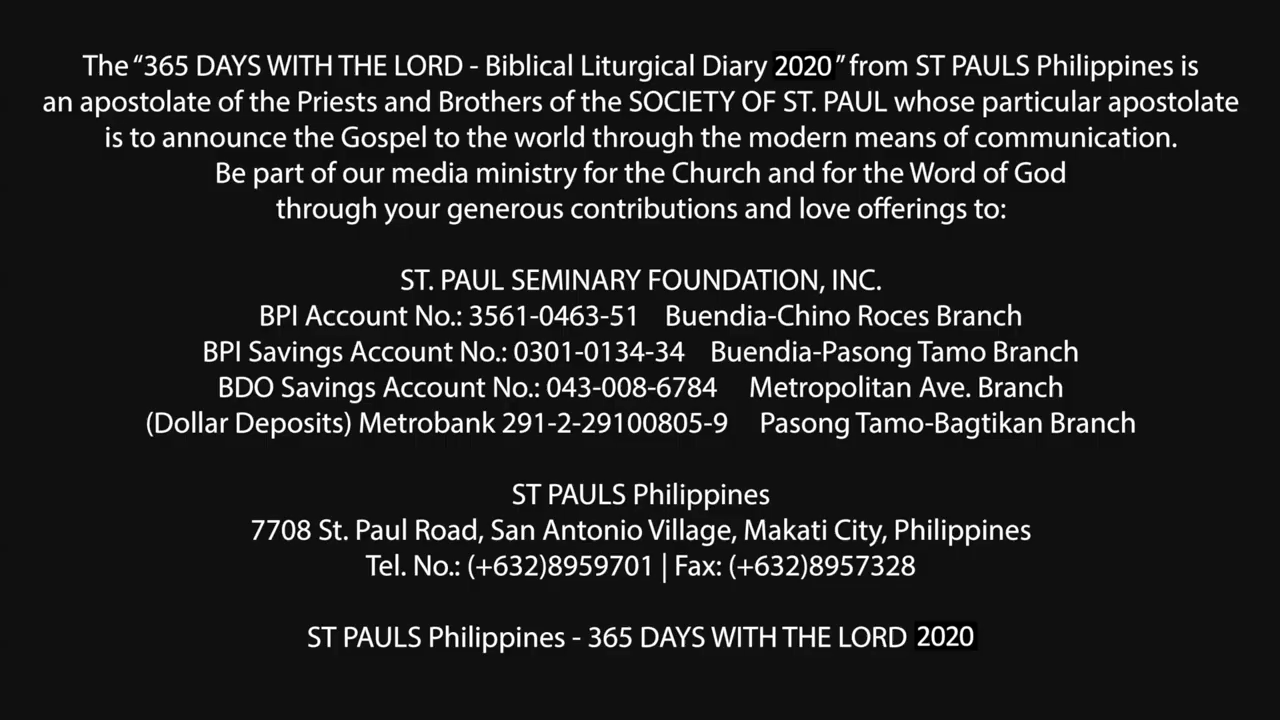 The “365 DAYS WITH THE LORD - Biblical Liturgical Diary 2020” from ST PAULS Philippines is
an apostolate of the Priests and Brothers of the SOCIETY OF ST. PAUL whose particular apostolate
is to announce the Gospel to the world through the modern means of communication.
Be part of our media ministry for the Church and for the Word of God
through your generous contributions and love offerings to:
ST. PAUL SEMINARY FOUNDATION, INC.
BPI Account No.: 3561-0463-51 Buendia-Chino Roces Branch
BPI Savings Account No.: 0301-0134-34 Buendia-Pasong Tamo Branch
BDO Savings Account No.: 043-008-6784 Metropolitan Ave. Branch
(Dollar Deposits) Metrobank 291-2-29100805-9 Pasong Tamo-Bagtikan Branch
ST PAULS Philippines
7708 St. Paul Road, San Antonio Village, Makati City, Philippines
Tel. No.: (+632)8959701 | Fax: (+632)8957328
ST PAULS Philippines - 365 DAYS WITH THE LORD 2020